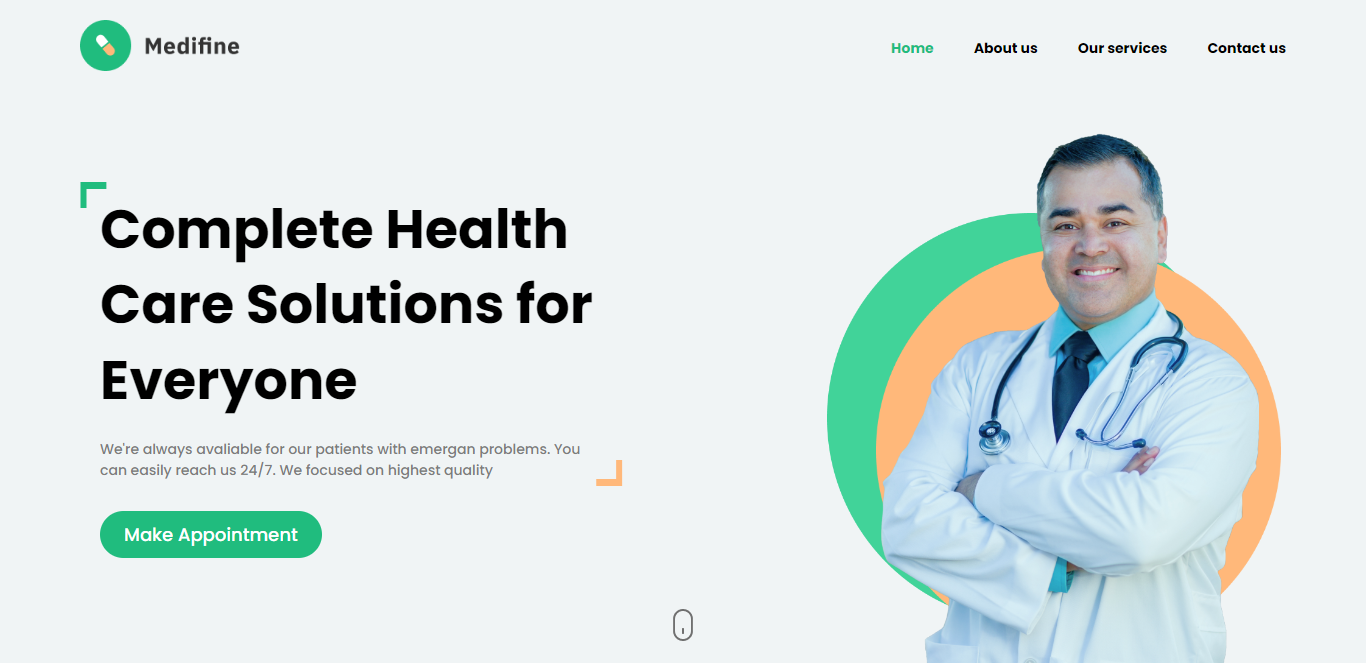 Medifine
Home
About us
Our services
Contact us
Complete Health
Care Solutions for
Everyone
We're always avaliable for our patients with emergan problems. You
can easily reach us 24/7. We focused on highest quality
Make Appointment